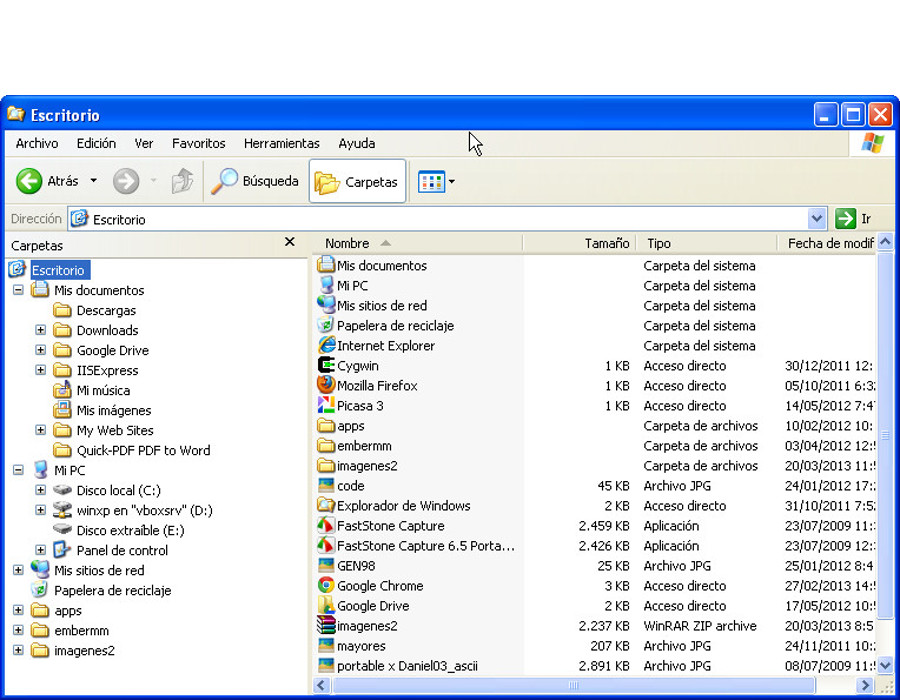 Escritorio
Archivo Edición Ver Favoritos Herramientas Ayuda
Atrás Búsqueda Carpetas
Dirección Escritorio Ir
Carpetas
Escritorio
Mis documentos
Descargas
Downloads
Google Drive
IISExpress
Mi música
Mis imágenes
My Web Sites
Quick-PDF PDF to Word
Mi PC
Disco local (C:)
winxp en "vboxsrv" (D:)
Disco extraíble (E:)
Panel de control
Mis sitios de red
Papelera de reciclaje
apps
embermm
imagenes2
Nombre Tamaño Tipo Fecha de modif
Mis documentos Carpeta del sistema
Mi PC Carpeta del sistema
Mis sitios de red Carpeta del sistema
Papelera de reciclaje Carpeta del sistema
Internet Explorer Carpeta del sistema
Cygwin 1 KB Acceso directo 30/12/2011 12:
Mozilla Firefox 1 KB Acceso directo 05/10/2011 6:3
Picasa 3 1 KB Acceso directo 14/05/2012 7:4
apps Carpeta de archivos 10/02/2012 10:
embermm Carpeta de archivos 03/04/2012 12:
imagenes2 Carpeta de archivos 20/03/2013 11:
code 45 KB Archivo JPG 24/01/2012 17:
Explorador de Windows 2 KB Acceso directo 31/10/2011 7:5
FastStone Capture 2.459 KB Aplicación 23/07/2009 11:
FastStone Capture 6.5 Porta... 2.426 KB Aplicación 23/07/2009 12:
GEN98 25 KB Archivo JPG 25/01/2012 8:4
Google Chrome 3 KB Acceso directo 27/02/2013 14:
Google Drive 2 KB Acceso directo 17/05/2012 10:
imagenes2 2.237 KB WinRAR ZIP archive 20/03/2013 8:5
mayores 207 KB Archivo JPG 24/11/2011 10:
portable x Daniel03_ascii 2.891 KB Archivo JPG 08/07/2009 11: